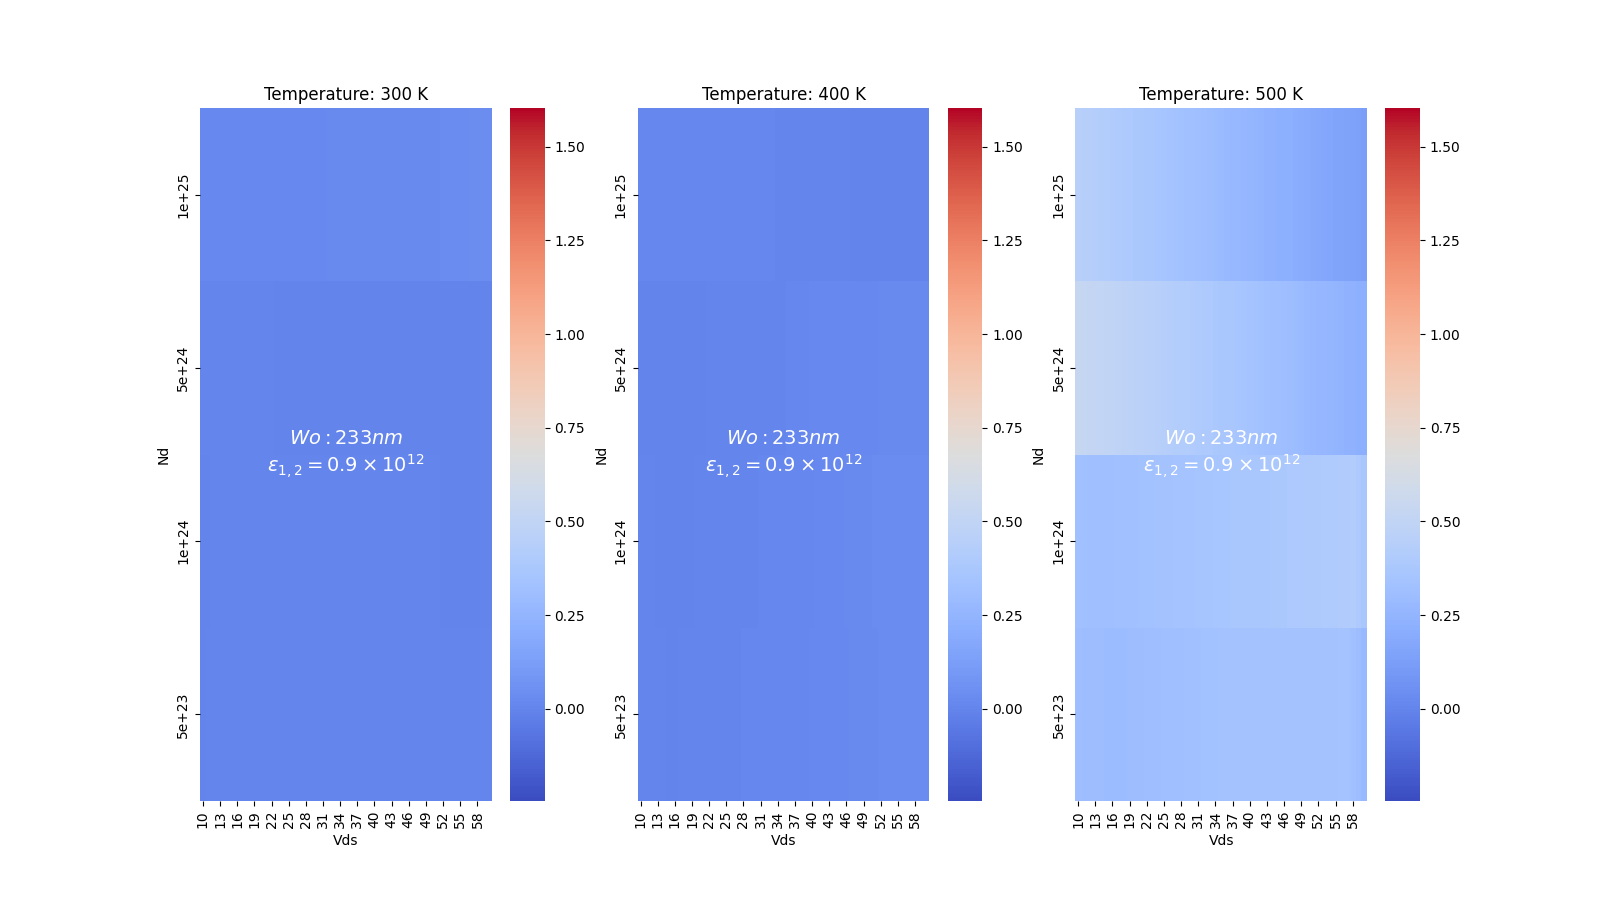 Temperature: 300 K
1e+25
5e+24
1e+24
5e+23
Nd
Wo : 233nm
ε1, 2 = 0.9 × 10^12
10 13 16 19 22 25 28 31 34 37 40 43 46 49 52 55 58
Vds
1.50
1.25
1.00
0.75
0.50
0.25
0.00
Temperature: 400 K
1e+25
5e+24
1e+24
5e+23
Nd
Wo : 233nm
ε1, 2 = 0.9 × 10^12
10 13 16 19 22 25 28 31 34 37 40 43 46 49 52 55 58
Vds
1.50
1.25
1.00
0.75
0.50
0.25
0.00
Temperature: 500 K
1e+25
5e+24
1e+24
5e+23
Nd
Wo : 233nm
ε1, 2 = 0.9 × 10^12
10 13 16 19 22 25 28 31 34 37 40 43 46 49 52 55 58
Vds
1.50
1.25
1.00
0.75
0.50
0.25
0.00